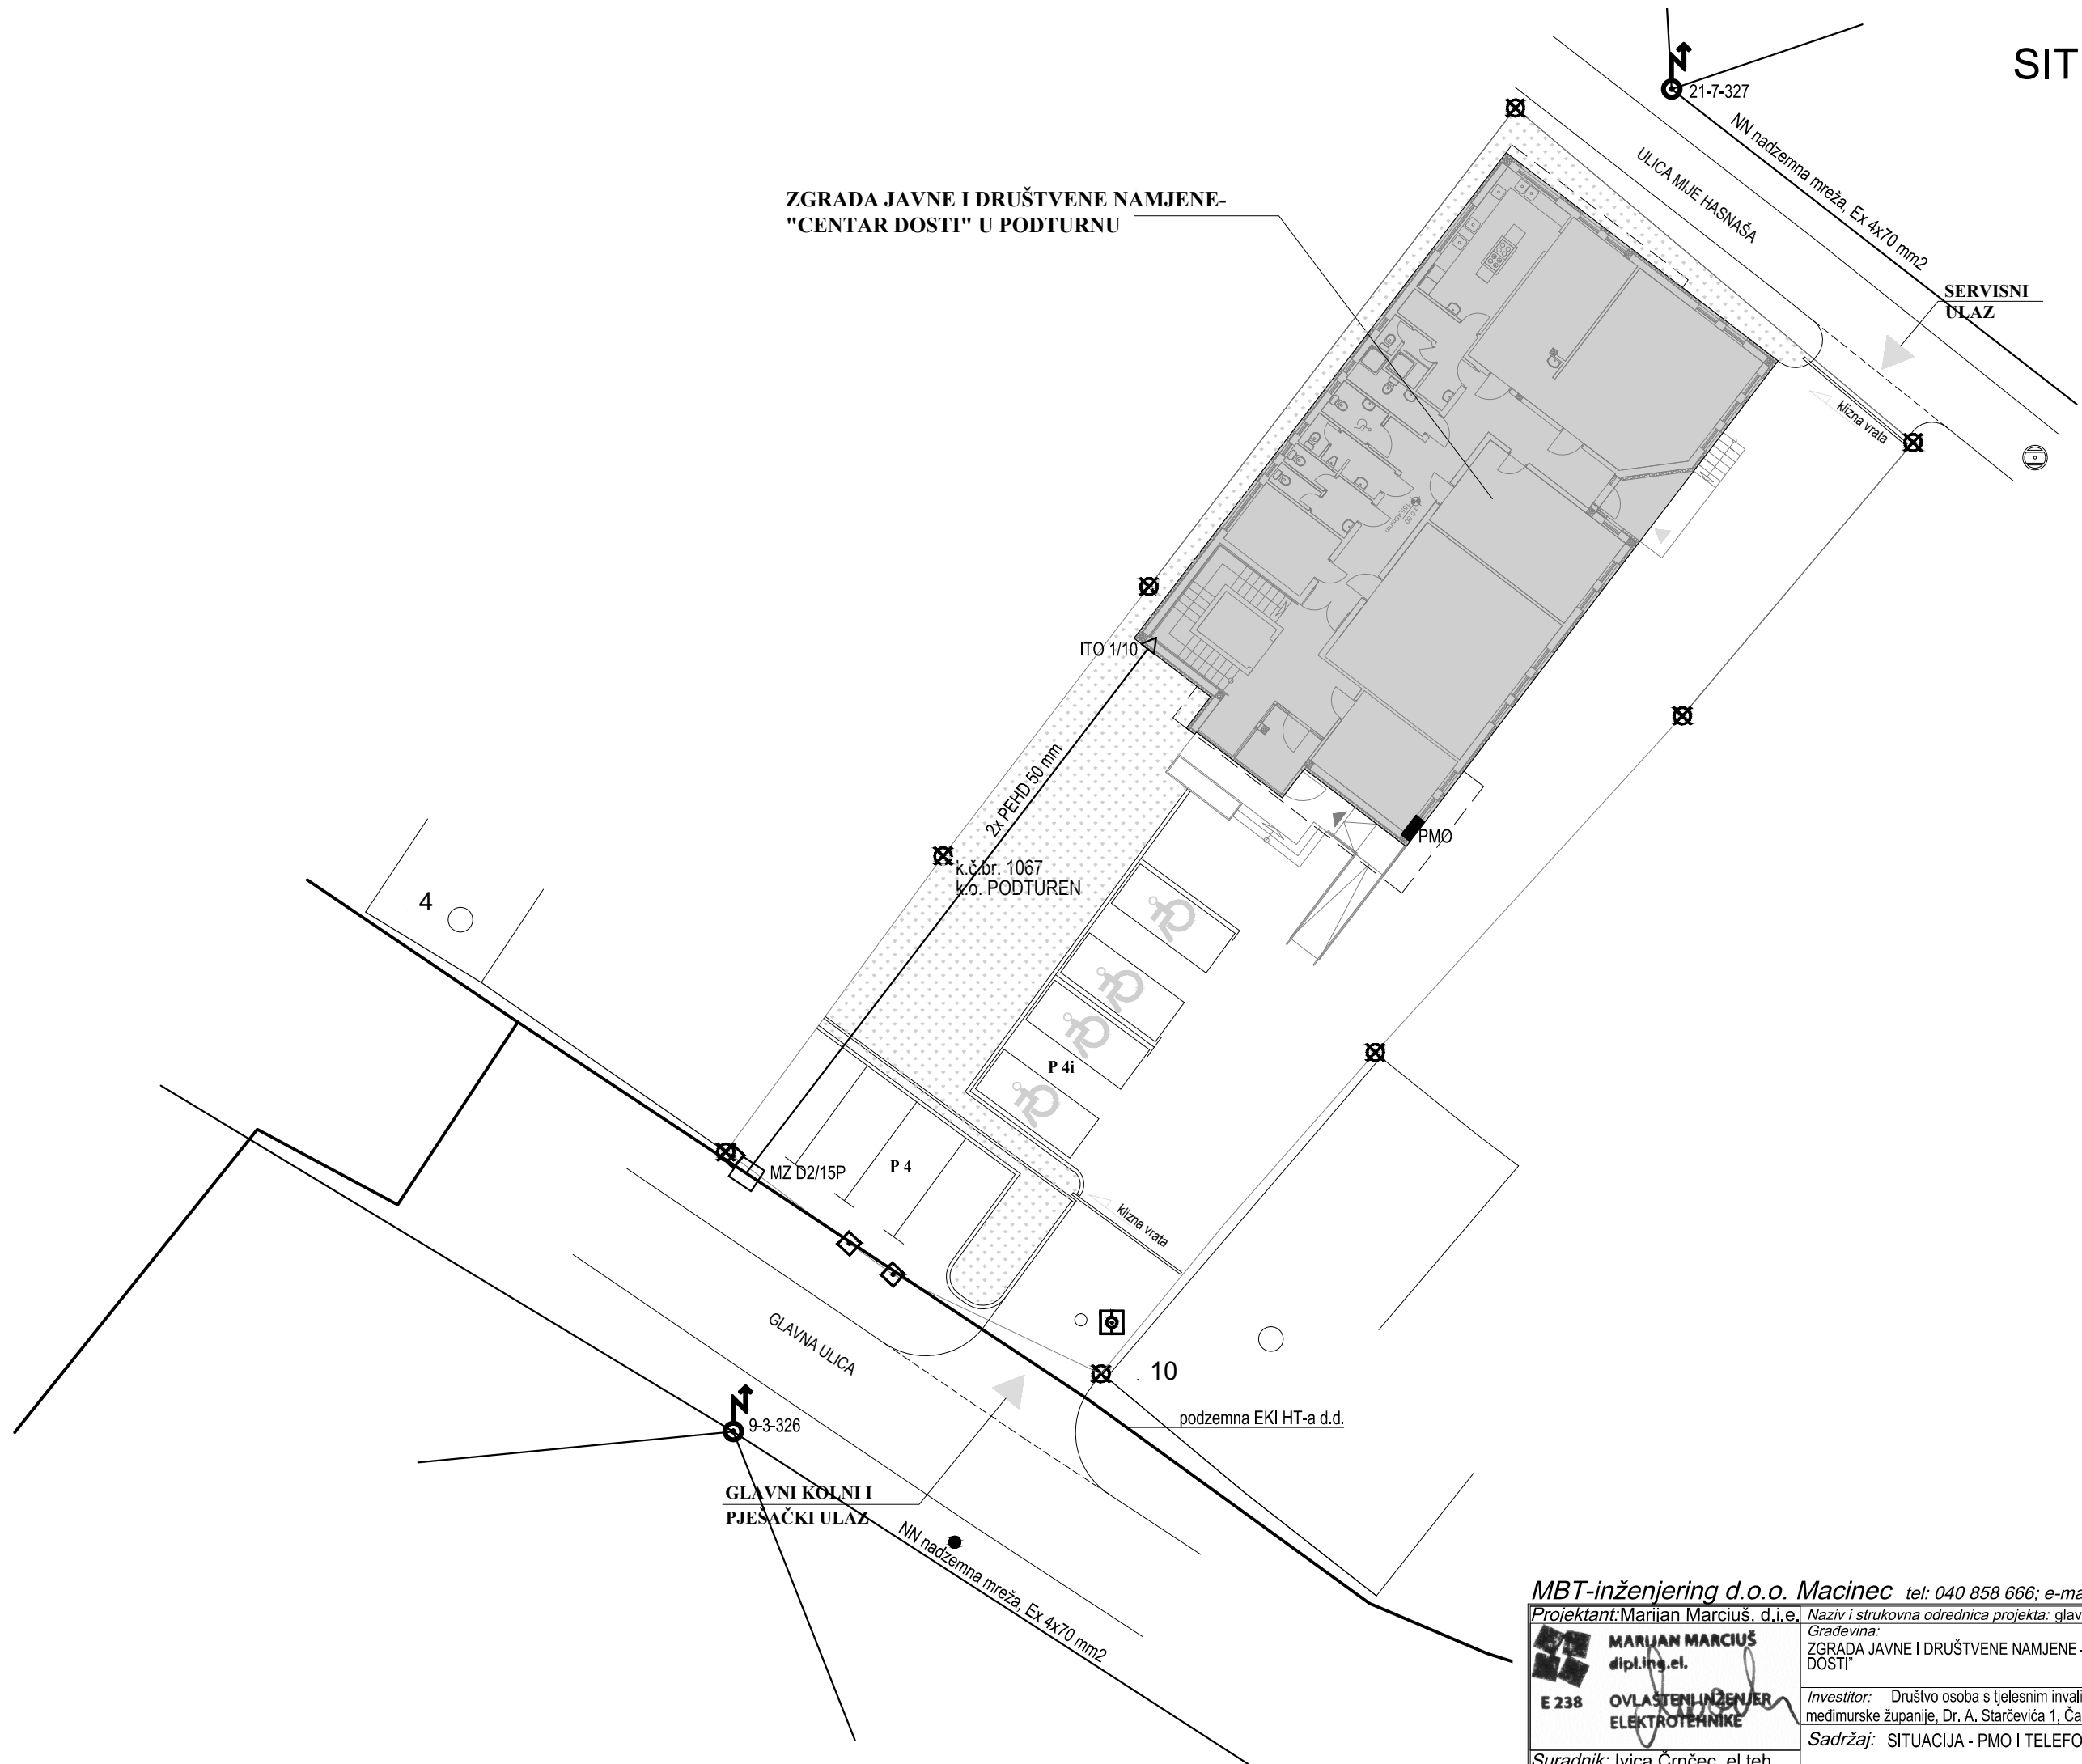 SIT
21-7-327
NN nadzemna mreža, Ex 4x70 mm2
ULICA MIJE HASNAŠA
ZGRADA JAVNE I DRUŠTVENE NAMJENE-
"CENTAR DOSTI" U PODTURNU
SERVISNI
ULAZ
klizna vrata
ITO 1/10
2x PEHD 50 mm
PMO
k.č.br. 1067
k.o. PODTUREN
4
P 4i
MZ D2/15P
P 4
klizna vrata
GLAVNA ULICA
10
podzemna EKI HT-a d.d.
9-3-326
GLAVNI KOLNI I
PJEŠAČKI ULAZ
NN nadzemna mreža, Ex 4x70 mm2
MBT-inženjering d.o.o. Macinec tel: 040 858 666; e-ma
Projektant: Marijan Marciuš, d.i.e.
Naziv i strukovna odrednica projekta: glav
MARIJAN MARCIUŠ
dipl.ing.el.
E 238 OVLAŠTENI INŽENJER
ELEKTROTEHNIKE
Građevina:
ZGRADA JAVNE I DRUŠTVENE NAMJENE -
DOSTI"
Investitor: Društvo osoba s tjelesnim invali
međimurske županije, Dr. A. Starčevića 1, Ča
Sadržaj: SITUACIJA - PMO I TELEFO
Suradnik: Ivica Črnčec, el.teh.